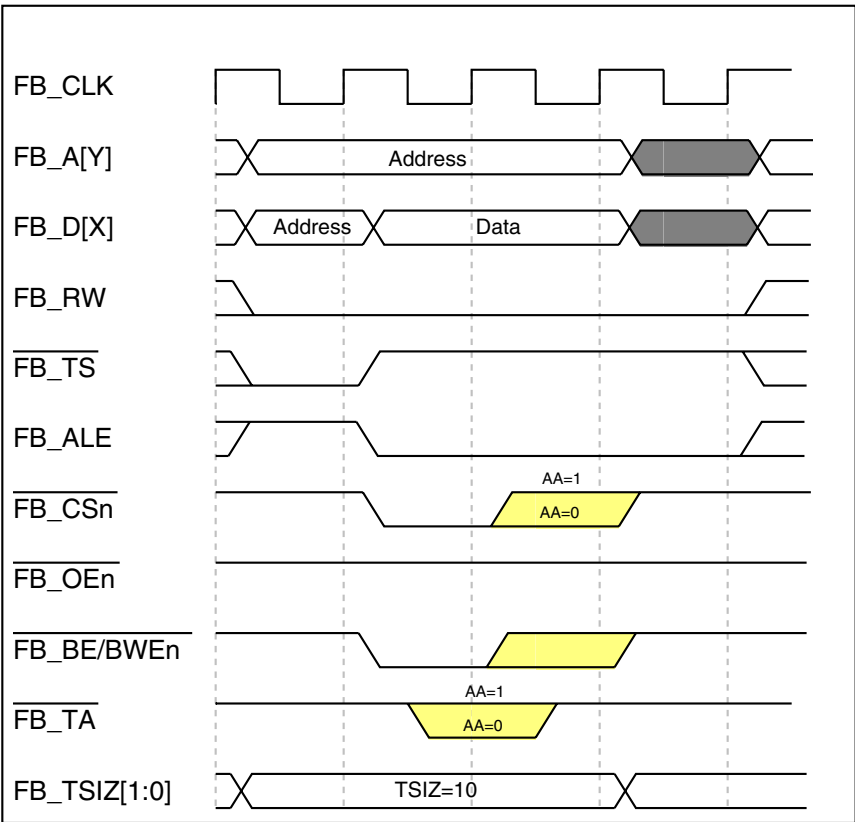 FB_CLK
FB_A[Y]
Address
FB_D[X]
Address
Data
FB_RW
FB_TS
FB_ALE
FB_CSn
AA=1
AA=0
FB_OEn
FB_BE/BWEn
FB_TA
AA=1
AA=0
FB_TSIZ[1:0]
TSIZ=10